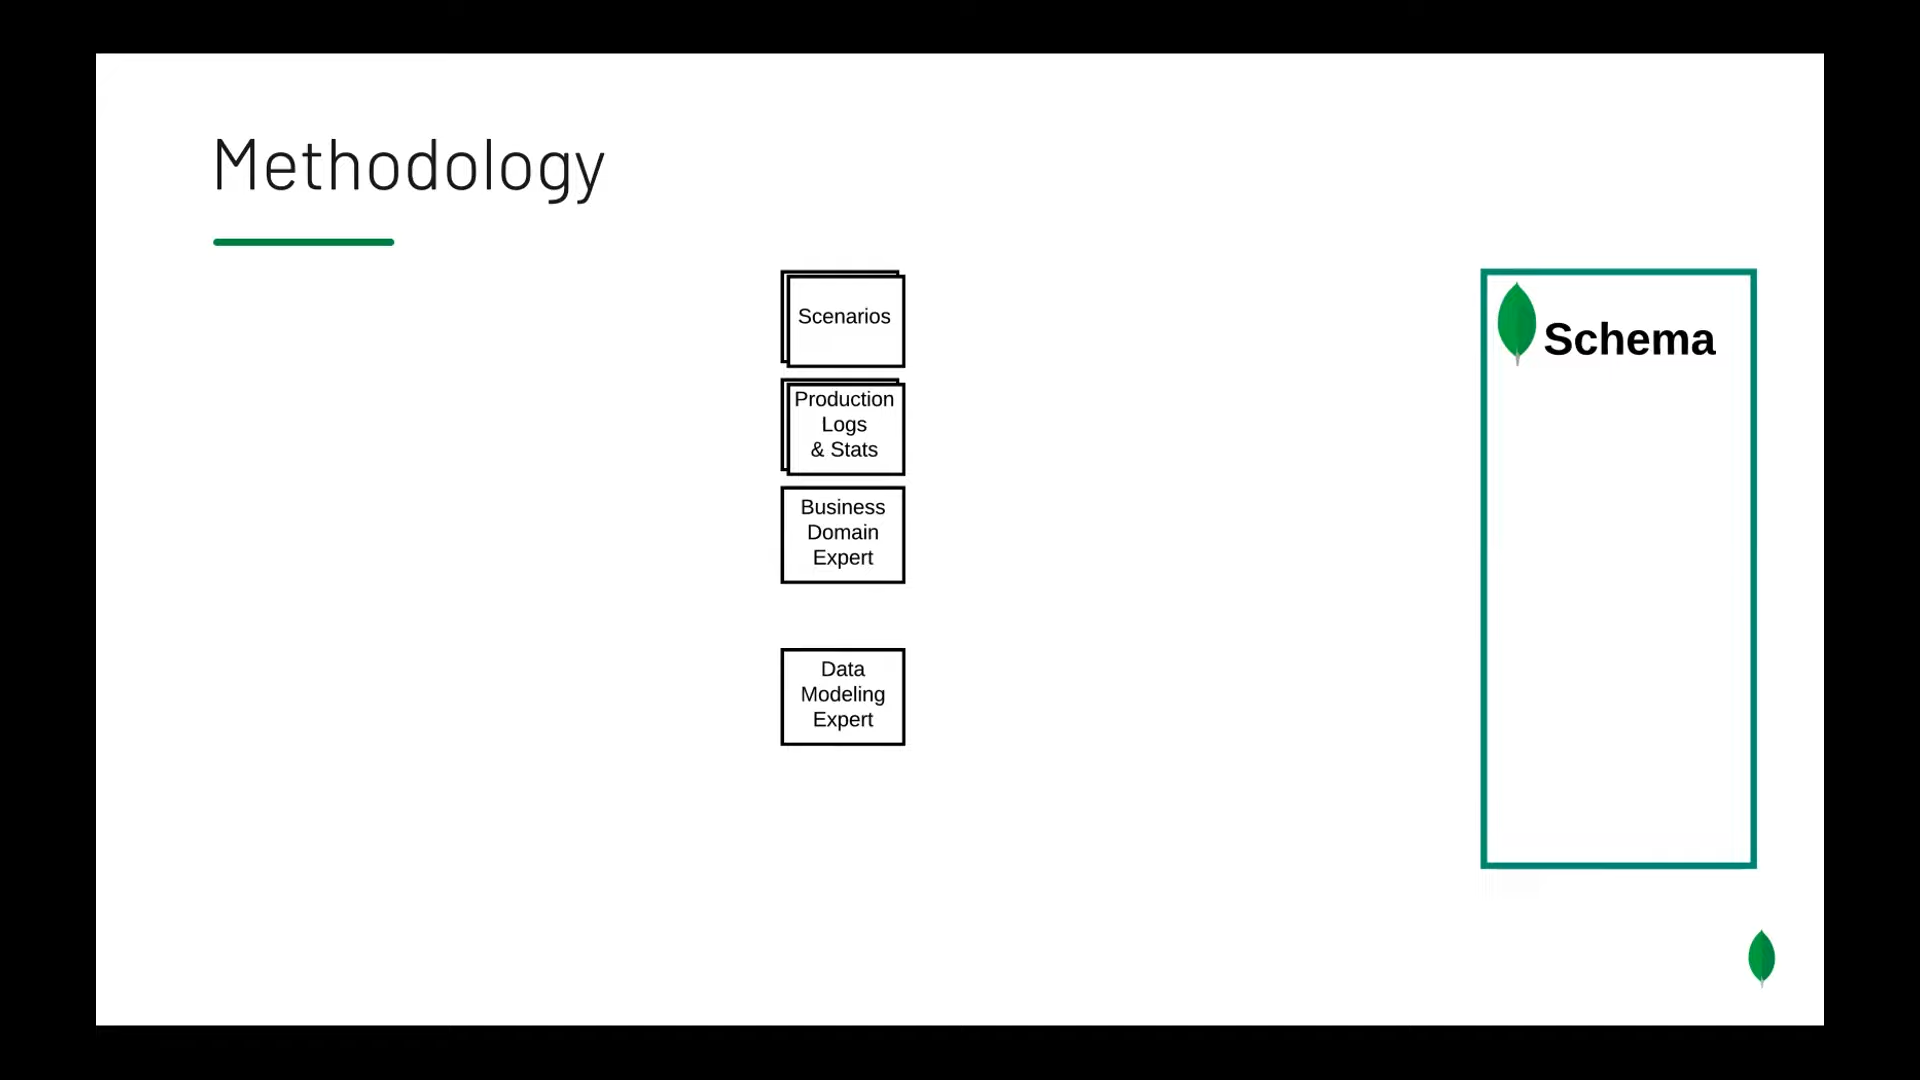 Methodology
Scenarios
Production
Logs
& Stats
Business
Domain
Expert
Data
Modeling
Expert
Schema